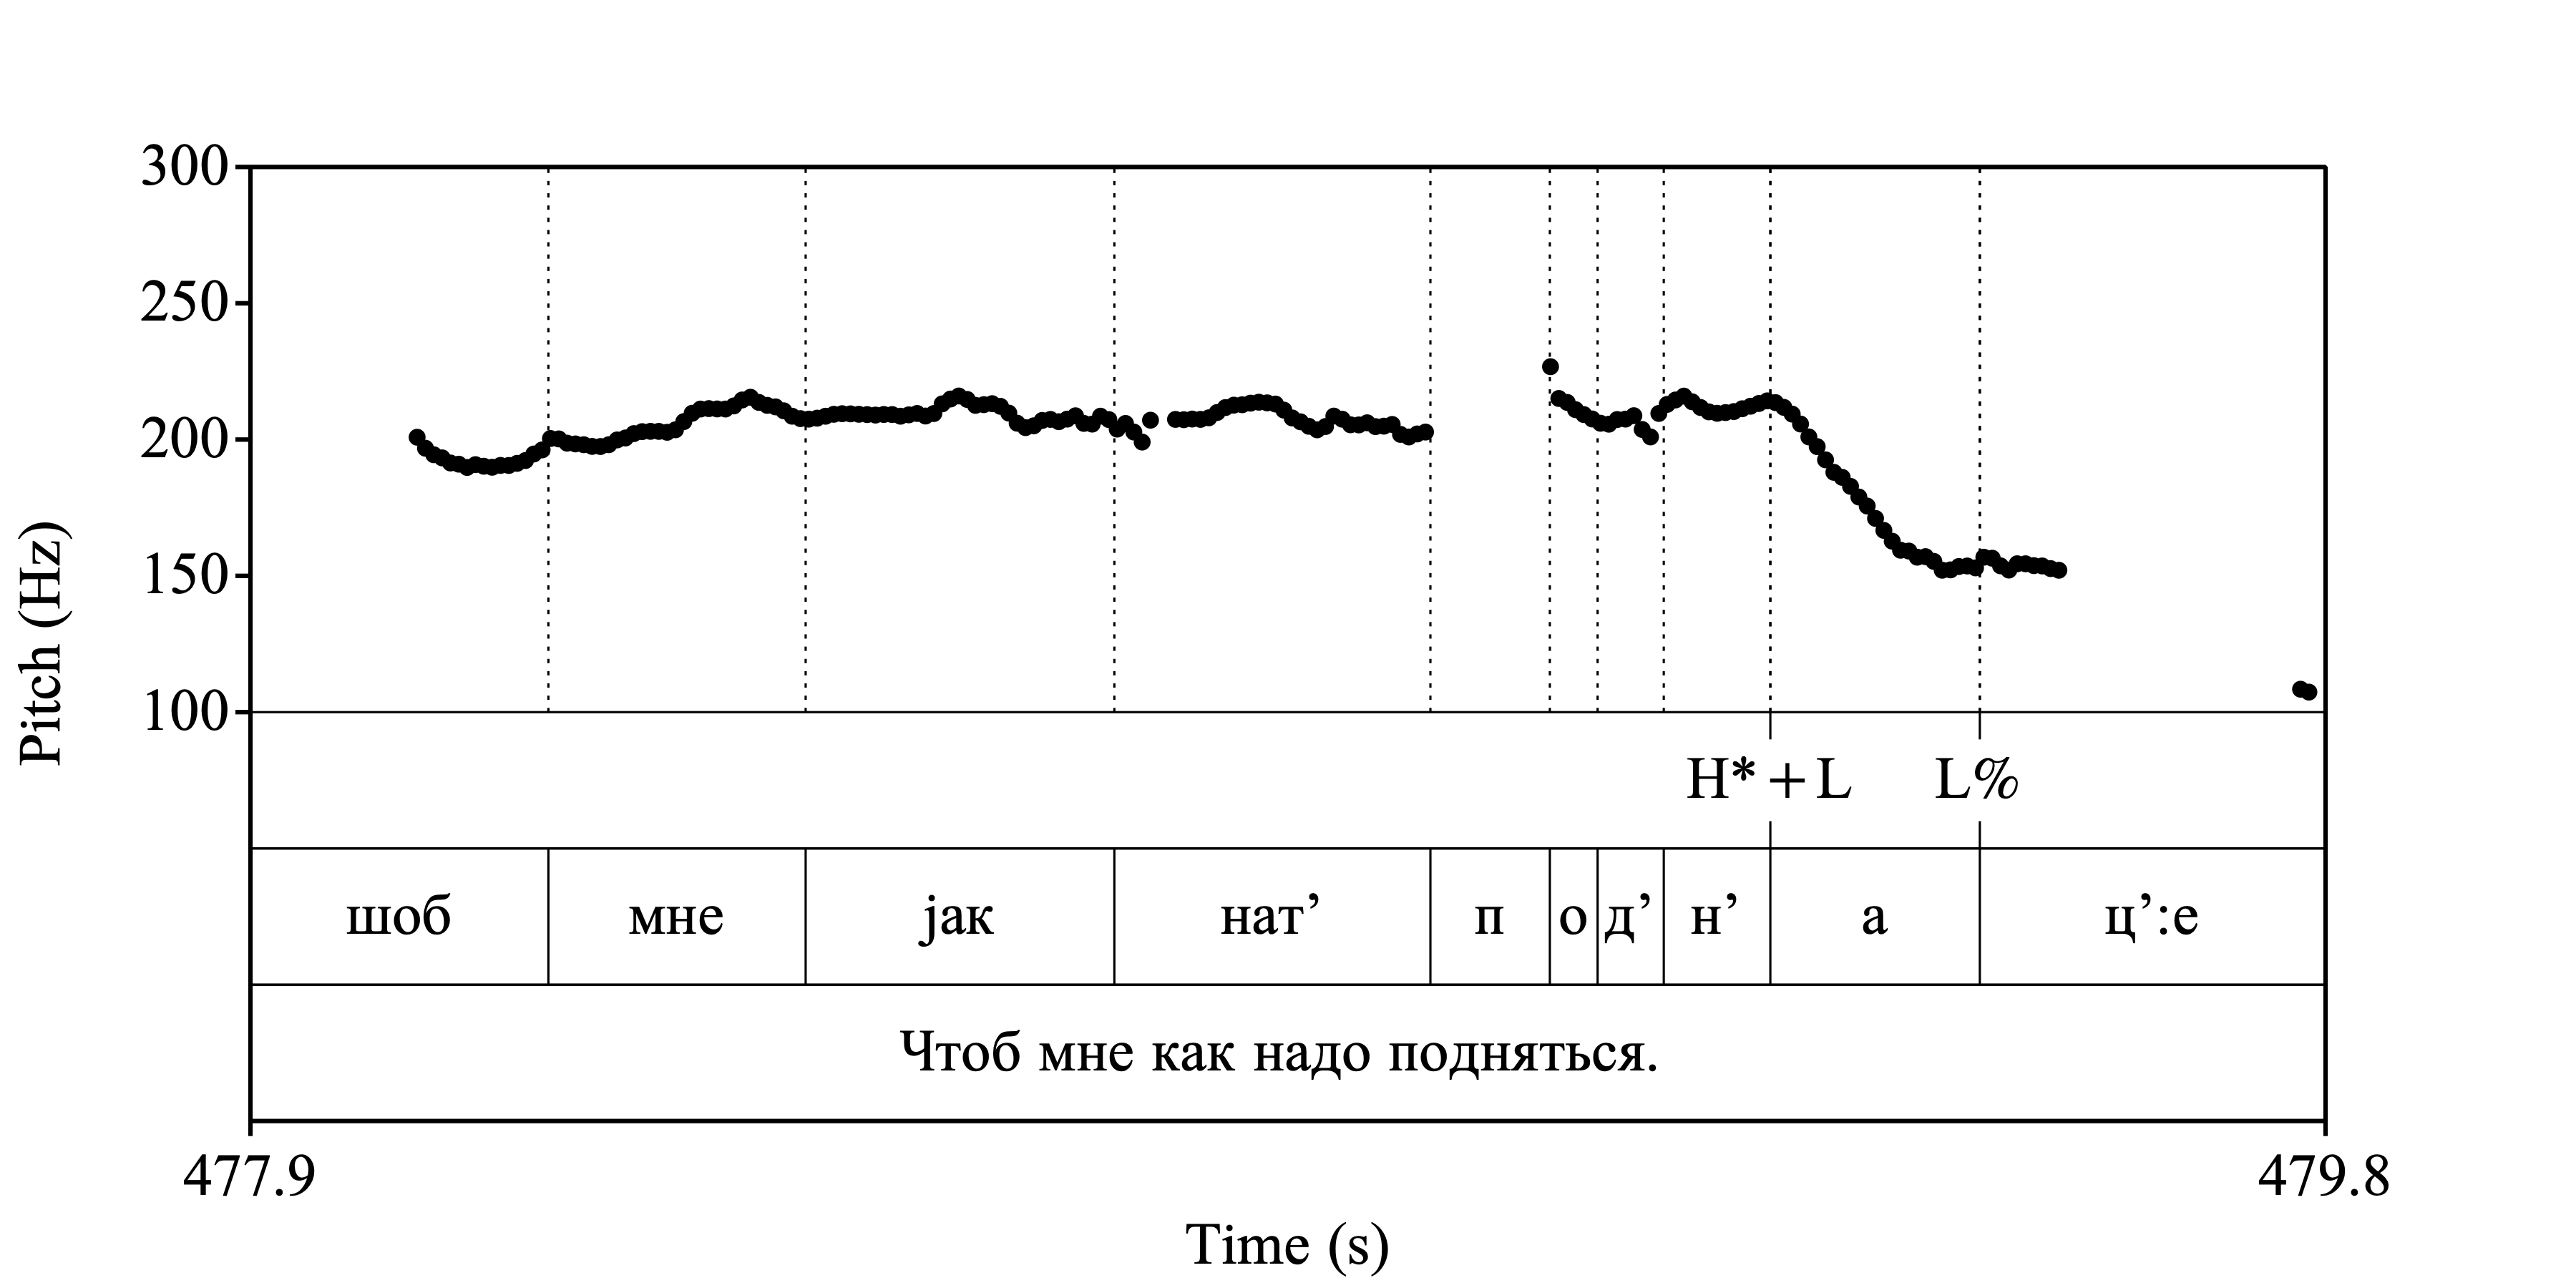 300
250
200
150
100
Pitch (Hz)
H*+L L%
шоб мне јак нат’ п о д’ н’ а ц’:е
Чтоб мне как надо подняться.
477.9 479.8
Time (s)